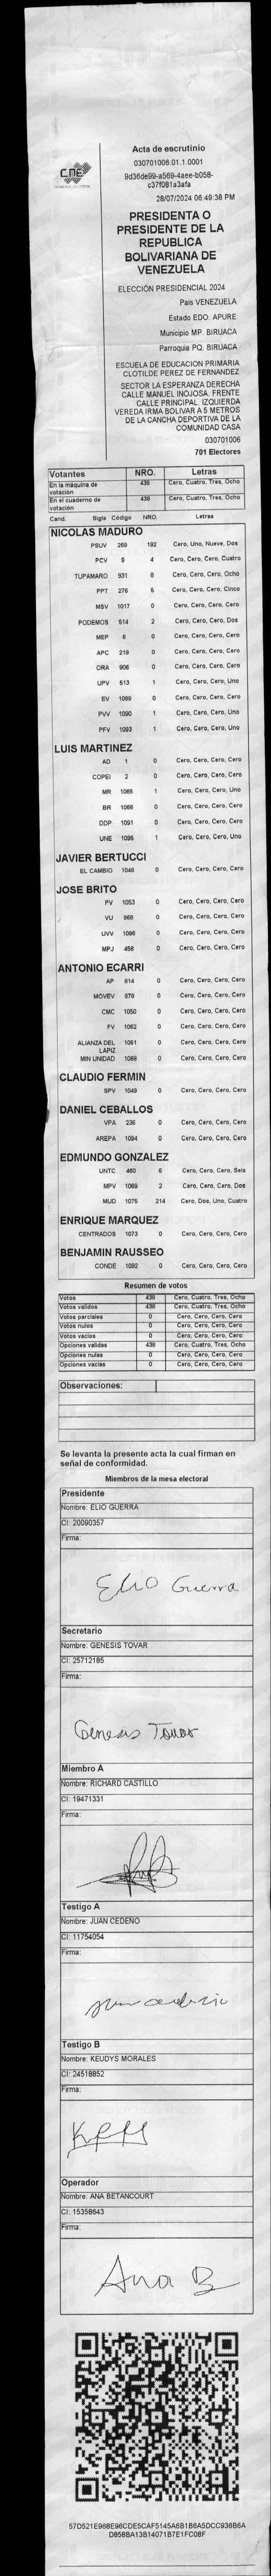 Acta de escrutinio
030701006.01.1.0001
9d36de99-a569-4aee-b058-
c37f081a3afa
28/07/2024 06:49:38 PM
CNE
PRESIDENTA O
PRESIDENTE DE LA
REPUBLICA
BOLIVARIANA DE
VENEZUELA
ELECCIÓN PRESIDENCIAL 2024
Pais VENEZUELA
Estado EDO. APURE
Municipio MP. BIRUACA
Parroquia PQ. BIRUACA
ESCUELA DE EDUCACION PRIMARIA
CLOTILDE PEREZ DE FERNANDEZ
SECTOR LA ESPERANZA DERECHA
CALLE MANUEL INOJOSA. FRENTE
CALLE PRINCIPAL. IZQUIERDA
VEREDA IRMA BOLIVAR A 5 METROS
DE LA CANCHA DEPORTIVA DE LA
COMUNIDAD CASA
030701006
701 Electores
Votantes NRO. Letras
En la máquina de votación 438 Cero, Cuatro, Tres, Ocho
En el cuaderno de votación 438 Cero, Cuatro, Tres, Ocho
Cand. Sigla Código NRO. Letras
NICOLAS MADURO
PSUV 269 192 Cero, Uno, Nueve, Dos
PCV 9 4 Cero, Cero, Cero, Cuatro
TUPAMARO 931 8 Cero, Cero, Cero, Ocho
PPT 276 5 Cero, Cero, Cero, Cinco
MSV 1017 0 Cero, Cero, Cero, Cero
PODEMOS 514 2 Cero, Cero, Cero, Dos
MEP 6 0 Cero, Cero, Cero, Cero
APC 219 0 Cero, Cero, Cero, Cero
ORA 906 0 Cero, Cero, Cero, Cero
UPV 513 1 Cero, Cero, Cero, Uno
EV 1089 0 Cero, Cero, Cero, Cero
PVV 1090 1 Cero, Cero, Cero, Uno
PFV 1093 1 Cero, Cero, Cero, Uno
LUIS MARTINEZ
AD 1 0 Cero, Cero, Cero, Cero
COPEI 2 0 Cero, Cero, Cero, Cero
MR 1065 1 Cero, Cero, Cero, Uno
BR 1066 0 Cero, Cero, Cero, Cero
DDP 1091 0 Cero, Cero, Cero, Cero
UNE 1095 1 Cero, Cero, Cero, Uno
JAVIER BERTUCCI
EL CAMBIO 1048 0 Cero, Cero, Cero, Cero
JOSE BRITO
PV 1053 0 Cero, Cero, Cero, Cero
VU 868 0 Cero, Cero, Cero, Cero
UVV 1096 0 Cero, Cero, Cero, Cero
MPJ 458 0 Cero, Cero, Cero, Cero
ANTONIO ECARRI
AP 814 0 Cero, Cero, Cero, Cero
MOVEV 876 0 Cero, Cero, Cero, Cero
CMC 1050 0 Cero, Cero, Cero, Cero
FV 1062 0 Cero, Cero, Cero, Cero
ALIANZA DEL LAPIZ 1051 0 Cero, Cero, Cero, Cero
MIN UNIDAD 1068 0 Cero, Cero, Cero, Cero
CLAUDIO FERMIN
SPV 1049 0 Cero, Cero, Cero, Cero
DANIEL CEBALLOS
VPA 236 0 Cero, Cero, Cero, Cero
AREPA 1094 0 Cero, Cero, Cero, Cero
EDMUNDO GONZALEZ
UNTC 460 6 Cero, Cero, Cero, Seis
MPV 1069 2 Cero, Cero, Cero, Dos
MUD 1075 214 Cero, Dos, Uno, Cuatro
ENRIQUE MARQUEZ
CENTRADOS 1073 0 Cero, Cero, Cero, Cero
BENJAMIN RAUSSEO
CONDE 1092 0 Cero, Cero, Cero, Cero
Resumen de votos
Votos 438 Cero, Cuatro, Tres, Ocho
Votos validos 438 Cero, Cuatro, Tres, Ocho
Votos parciales 0 Cero, Cero, Cero, Cero
Votos nulos 0 Cero, Cero, Cero, Cero
Votos vacios 0 Cero, Cero, Cero, Cero
Opciones validas 438 Cero, Cuatro, Tres, Ocho
Opciones nulas 0 Cero, Cero, Cero, Cero
Opciones vacias 0 Cero, Cero, Cero, Cero
Observaciones:
Se levanta la presente acta la cual firman en
señal de conformidad.
Miembros de la mesa electoral
Presidente
Nombre: ELIO GUERRA
CI: 20090357
Firma:
Elio Guerra
Secretario
Nombre: GENESIS TOVAR
CI: 25712185
Firma:
Genesis Tovar
Miembro A
Nombre: RICHARD CASTILLO
CI: 19471331
Firma:
Testigo A
Nombre: JUAN CEDEÑO
CI: 11754054
Firma:
Juan cedeño
Testigo B
Nombre: KEUDYS MORALES
CI: 24518852
Firma:
Operador
Nombre: ANA BETANCOURT
CI: 15358643
Firma:
Ana B
57D521E968E96CDE5CAF5145A6B1B6A5DCC936B6A
D858BA13B14071B7E1FC08F